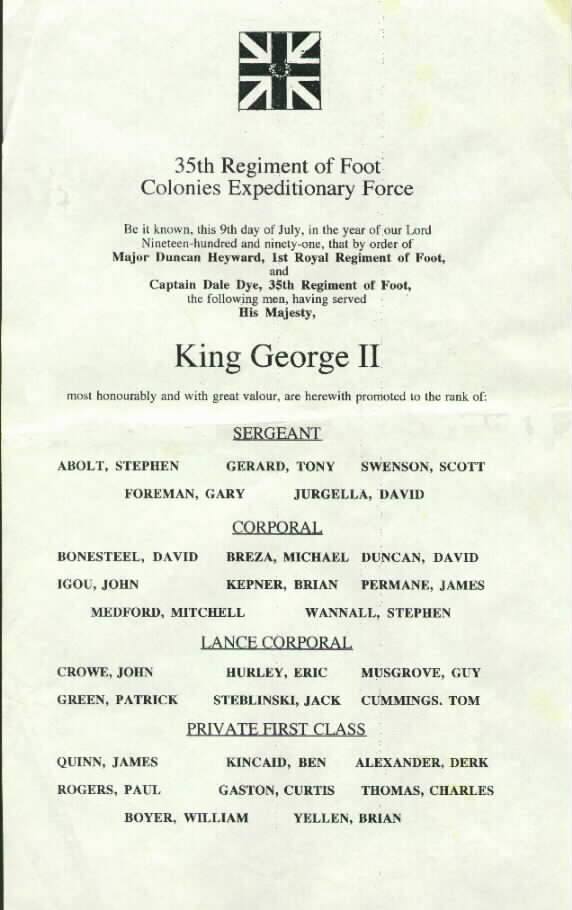 35th Regiment of Foot
Colonies Expeditionary Force
Be it known, this 9th day of July, in the year of our Lord
Nineteen-hundred and ninety-one, that by order of
Major Duncan Heyward, 1st Royal Regiment of Foot,
and
Captain Dale Dye, 35th Regiment of Foot,
the following men, having served
His Majesty,
King George II
most honourably and with great valour, are herewith promoted to the rank of:
SERGEANT
ABOLT, STEPHEN GERARD, TONY SWENSON, SCOTT
FOREMAN, GARY JURGELLA, DAVID
CORPORAL
BONESTEEL, DAVID BREZA, MICHAEL DUNCAN, DAVID
IGOU, JOHN KEPNER, BRIAN PERMANE, JAMES
MEDFORD, MITCHELL WANNALL, STEPHEN
LANCE CORPORAL
CROWE, JOHN HURLEY, ERIC MUSGROVE, GUY
GREEN, PATRICK STEBLINSKI, JACK CUMMINGS. TOM
PRIVATE FIRST CLASS
QUINN, JAMES KINCAID, BEN ALEXANDER, DERK
ROGERS, PAUL GASTON, CURTIS THOMAS, CHARLES
BOYER, WILLIAM YELLEN, BRIAN